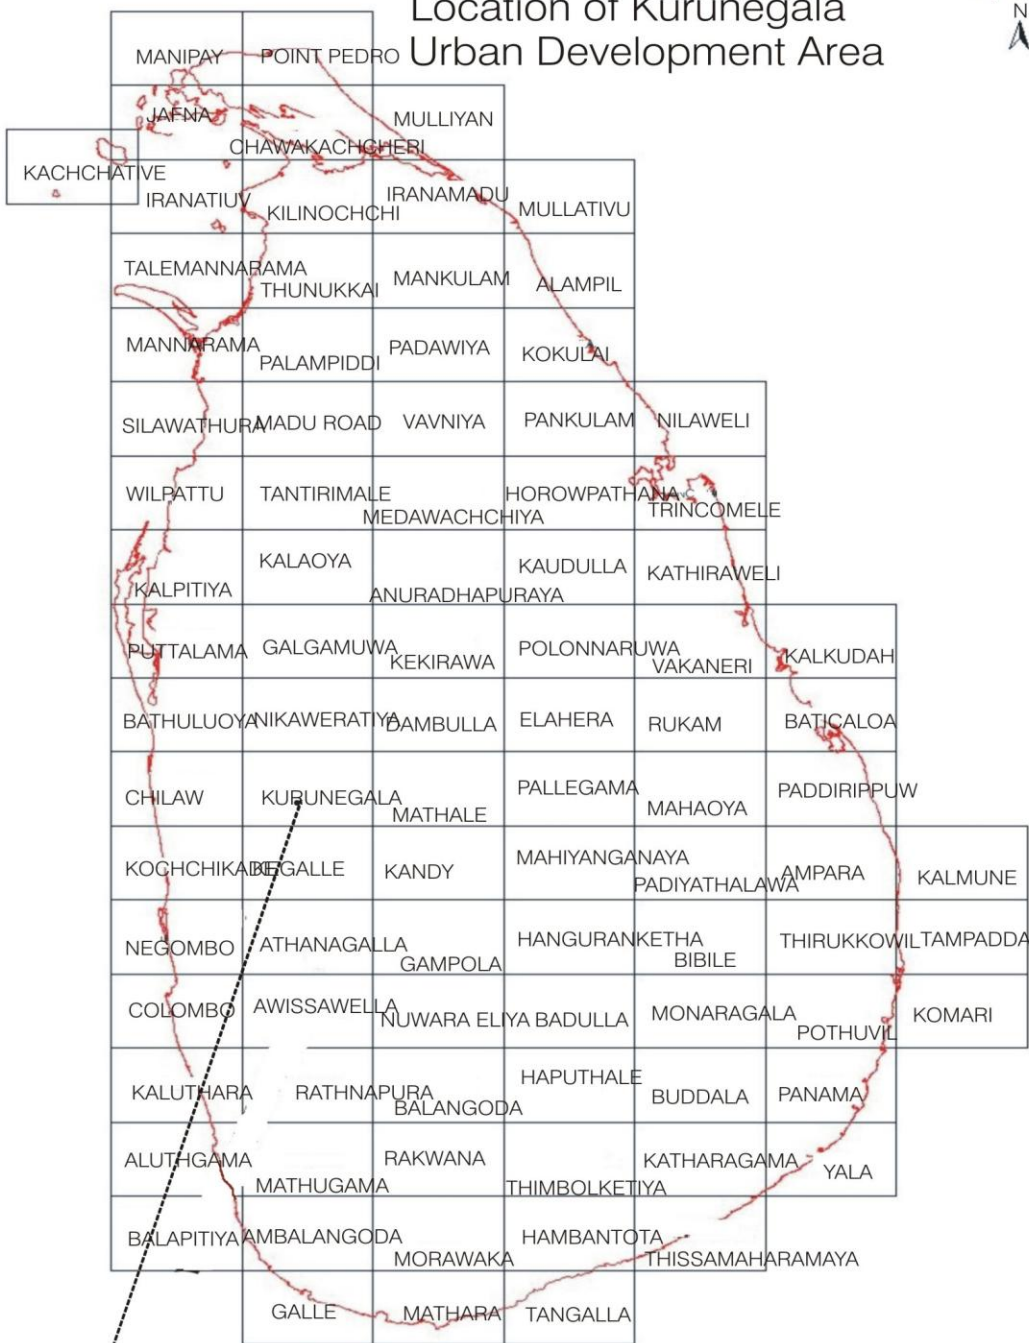 Location of Kurunegala
Urban Development Area
N
MANIPAY POINT PEDRO
JAFNA MULLIYAN
CHAWAKACHCHERI
KACHCHATIVE
IRANATIUV KILINOCHCHI IRANAMADU MULLATIVU
TALEMANNARAMA THUNUKKAI MANKULAM ALAMPIL
MANNARAMA PALAMPIDDI PADAWIYA KOKULAI
SILAWATHURA MADU ROAD VAVNIYA PANKULAM NILAWELI
WILPATTU TANTIRIMALE MEDAWACHCHIYA HOROWPATHANA TRINCOMELE
KALPITIYA KALAOYA ANURADHAPURAYA KAUDULLA KATHIRAWELI
PUTTALAMA GALGAMUWA KEKIRAWA POLONNARUWA VAKANERI KALKUDAH
BATHULUOYA NIKAWERATIYA DAMBULLA ELAHERA RUKAM BATICALOA
CHILAW KURUNEGALA MATHALE PALLEGAMA MAHAOYA PADDIRIPPUW
KOCHCHIKADE KEGALLE KANDY MAHIYANGANAYA PADIYATHALAWA AMPARA KALMUNE
NEGOMBO ATHANAGALLA GAMPOLA HANGURANKETHA BIBILE THIRUKKOWIL TAMPADDA
COLOMBO AWISSAWELLA NUWARA ELIYA BADULLA MONARAGALA POTHUVIL KOMARI
KALUTHARA RATHNAPURA BALANGODA HAPUTHALE BUDDALA PANAMA
ALUTHGAMA MATHUGAMA RAKWANA THIMBOLKETIYA KATHARAGAMA YALA
BALAPITIYA AMBALANGODA MORAWAKA HAMBANTOTA THISSAMAHARAMAYA
GALLE MATHARA TANGALLA